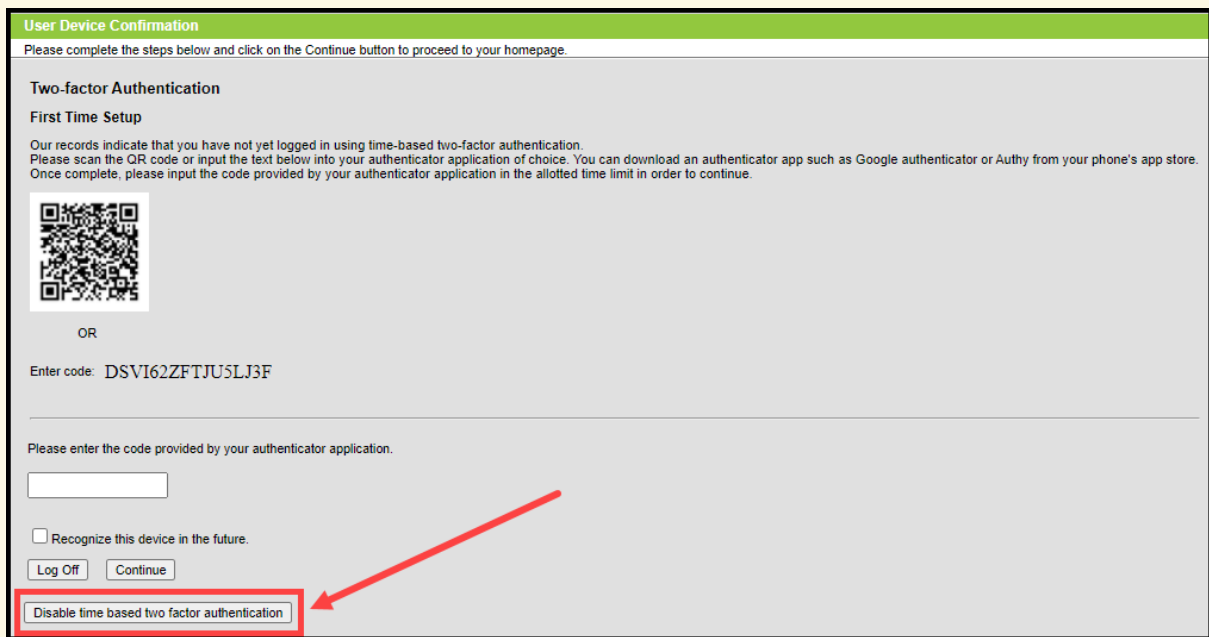 User Device Confirmation
Please complete the steps below and click on the Continue button to proceed to your homepage.
Two-factor Authentication
First Time Setup
Our records indicate that you have not yet logged in using time-based two-factor authentication.
Please scan the QR code or input the text below into your authenticator application of choice. You can download an authenticator app such as Google authenticator or Authy from your phone's app store.
Once complete, please input the code provided by your authenticator application in the allotted time limit in order to continue.
OR
Enter code: DSVI62ZFTJU5LJ3F
Please enter the code provided by your authenticator application.
Recognize this device in the future.
Log Off Continue
Disable time based two factor authentication